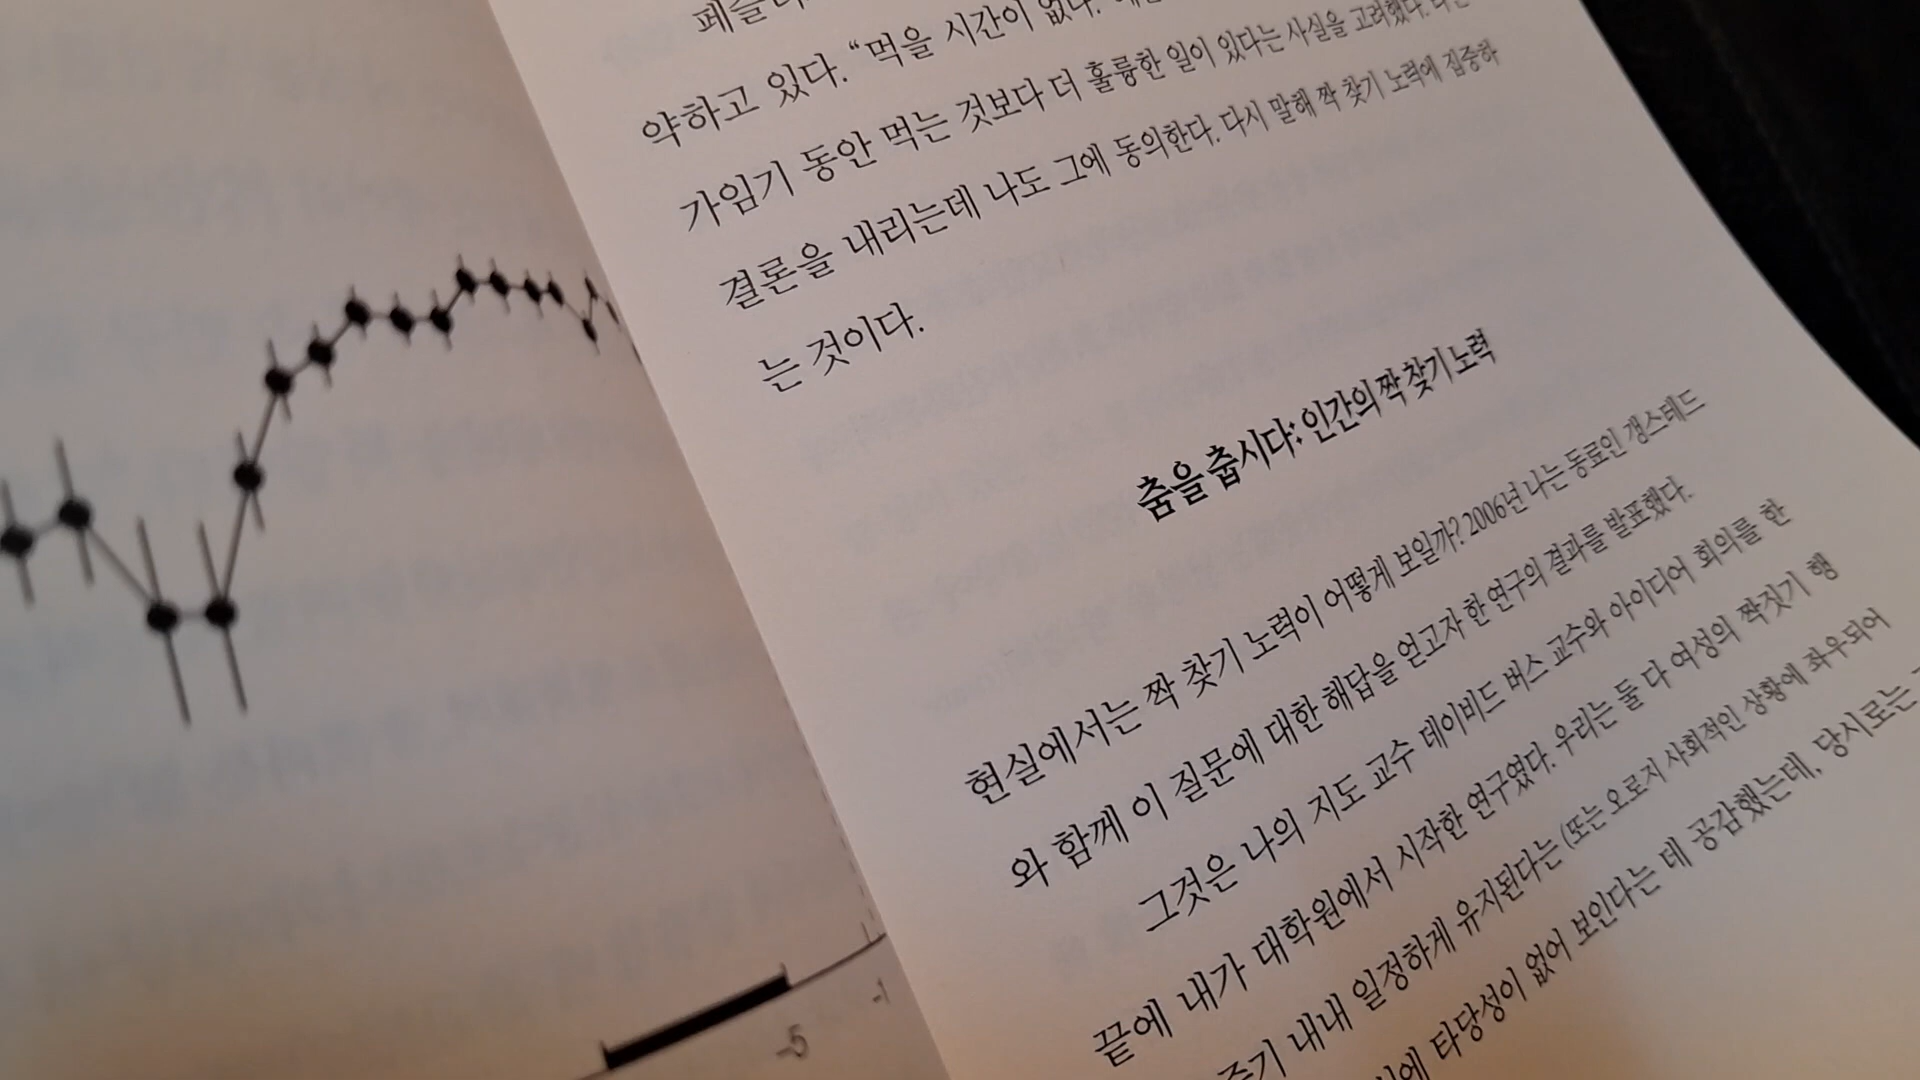 약하고 있다. “먹을 시간이 없다.
가임기 동안 먹는 것보다 더 훌륭한 일이 있다는 사실을 고려했다.
결론을 내리는데 나도 그에 동의한다. 다시 말해 짝 찾기 노력에 집중하
는 것이다.
춤을 춥시다: 인간의 짝 찾기 노력
현실에서는 짝 찾기 노력이 어떻게 보일까? 2006년 나는 동료인 갱스테드
와 함께 이 질문에 대한 해답을 얻고자 한 연구의 결과를 발표했다.
그것은 나의 지도 교수 데이비드 버스 교수와 아이디어 회의를 한
끝에 내가 대학원에서 시작한 연구였다. 우리는 둘 다 여성의 짝짓기 행
주기 내내 일정하게 유지된다는 (또는 오로지 사회적인 상황에 좌우되어
타당성이 없어 보인다는 데 공감했는데, 당시로는
-5
-1